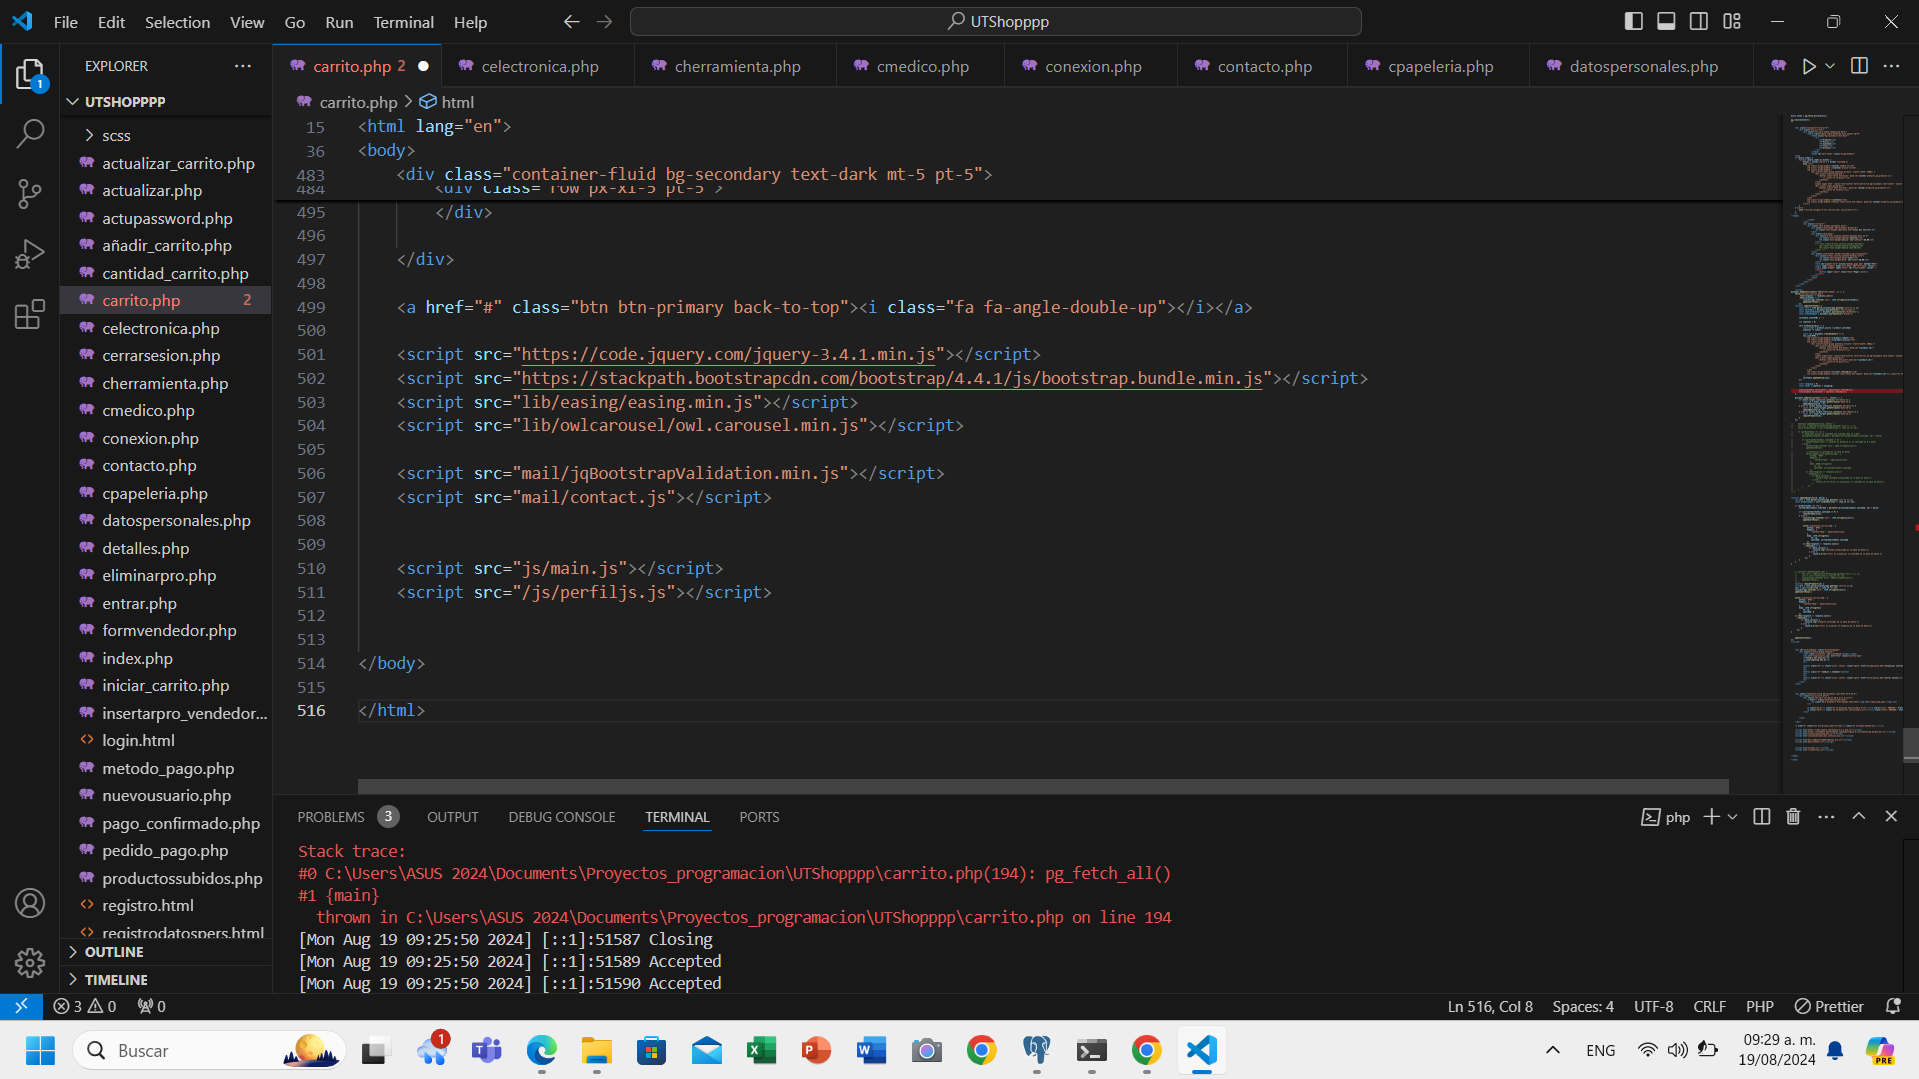 File Edit Selection View Go Run Terminal Help
UTShopppp
EXPLORER
carrito.php 2
celectronica.php
cherramienta.php
cmedico.php
conexion.php
contacto.php
cpapeleria.php
datospersonales.php
UTSHOPPPP
carrito.php > html
scss
actualizar_carrito.php
actualizar.php
actupassword.php
añadir_carrito.php
cantidad_carrito.php
carrito.php 2
celectronica.php
cerrarsesion.php
cherramienta.php
cmedico.php
conexion.php
contacto.php
cpapeleria.php
datospersonales.php
detalles.php
eliminarpro.php
entrar.php
formvendedor.php
index.php
iniciar_carrito.php
insertarpro_vendedor...
login.html
metodo_pago.php
nuevousuario.php
pago_confirmado.php
pedido_pago.php
productossubidos.php
registro.html
registrodatospers.html
OUTLINE
TIMELINE
15 <html lang="en">
36 <body>
483 <div class="container-fluid bg-secondary text-dark mt-5 pt-5">
484 <div class="row px-xl-5 pt-5">
495 </div>
496
497 </div>
498
499 <a href="#" class="btn btn-primary back-to-top"><i class="fa fa-angle-double-up"></i></a>
500
501 <script src="https://code.jquery.com/jquery-3.4.1.min.js"></script>
502 <script src="https://stackpath.bootstrapcdn.com/bootstrap/4.4.1/js/bootstrap.bundle.min.js"></script>
503 <script src="lib/easing/easing.min.js"></script>
504 <script src="lib/owlcarousel/owl.carousel.min.js"></script>
505
506 <script src="mail/jqBootstrapValidation.min.js"></script>
507 <script src="mail/contact.js"></script>
508
509
510 <script src="js/main.js"></script>
511 <script src="/js/perfiljs.js"></script>
512
513
514 </body>
515
516 </html>
PROBLEMS 3 OUTPUT DEBUG CONSOLE TERMINAL PORTS
php
Stack trace:
#0 C:\Users\ASUS 2024\Documents\Proyectos_programacion\UTShopppp\carrito.php(194): pg_fetch_all()
#1 {main}
thrown in C:\Users\ASUS 2024\Documents\Proyectos_programacion\UTShopppp\carrito.php on line 194
[Mon Aug 19 09:25:50 2024] [::1]:51587 Closing
[Mon Aug 19 09:25:50 2024] [::1]:51589 Accepted
[Mon Aug 19 09:25:50 2024] [::1]:51590 Accepted
3 0 0
Ln 516, Col 8 Spaces: 4 UTF-8 CRLF PHP Prettier
Buscar
1
ENG
09:29 a. m.
19/08/2024
PRE